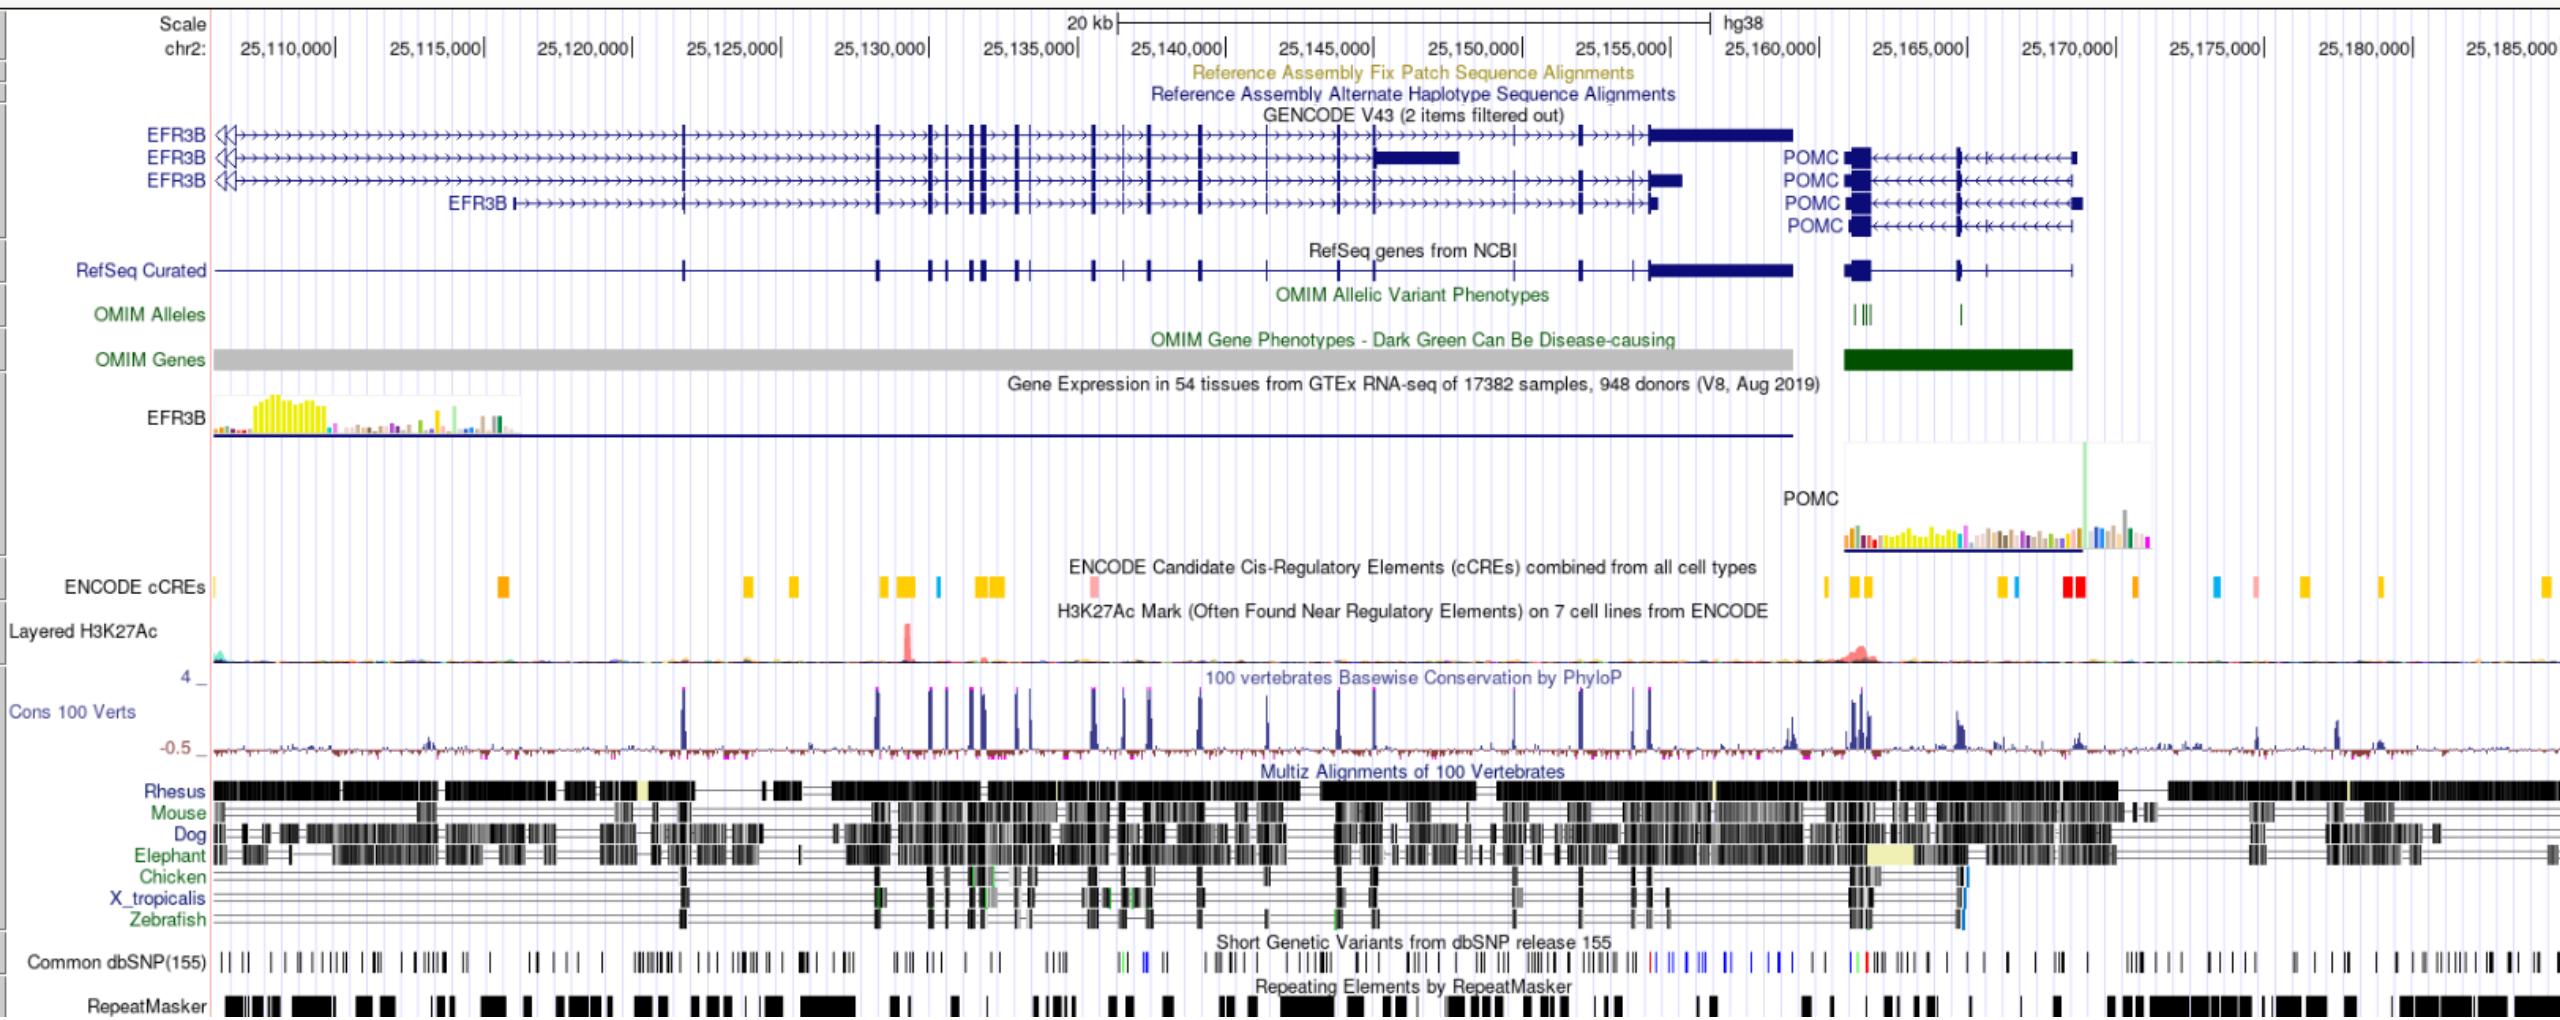 Scale 20 kb hg38
chr2: 25,110,000 25,115,000 25,120,000 25,125,000 25,130,000 25,135,000 25,140,000 25,145,000 25,150,000 25,155,000 25,160,000 25,165,000 25,170,000 25,175,000 25,180,000 25,185,000
Reference Assembly Fix Patch Sequence Alignments
Reference Assembly Alternate Haplotype Sequence Alignments
GENCODE V43 (2 items filtered out)
EFR3B
EFR3B POMC
EFR3B POMC
EFR3B POMC
POMC
RefSeq genes from NCBI
RefSeq Curated
OMIM Allelic Variant Phenotypes
OMIM Alleles
OMIM Gene Phenotypes - Dark Green Can Be Disease-causing
OMIM Genes
Gene Expression in 54 tissues from GTEx RNA-seq of 17382 samples, 948 donors (V8, Aug 2019)
EFR3B
POMC
ENCODE Candidate Cis-Regulatory Elements (cCREs) combined from all cell types
ENCODE cCREs
H3K27Ac Mark (Often Found Near Regulatory Elements) on 7 cell lines from ENCODE
Layered H3K27Ac
4 _ 100 vertebrates Basewise Conservation by PhyloP
Cons 100 Verts
-0.5 _
Multiz Alignments of 100 Vertebrates
Rhesus
Mouse
Dog
Elephant
Chicken
X_tropicalis
Zebrafish
Short Genetic Variants from dbSNP release 155
Common dbSNP(155)
Repeating Elements by RepeatMasker
RepeatMasker